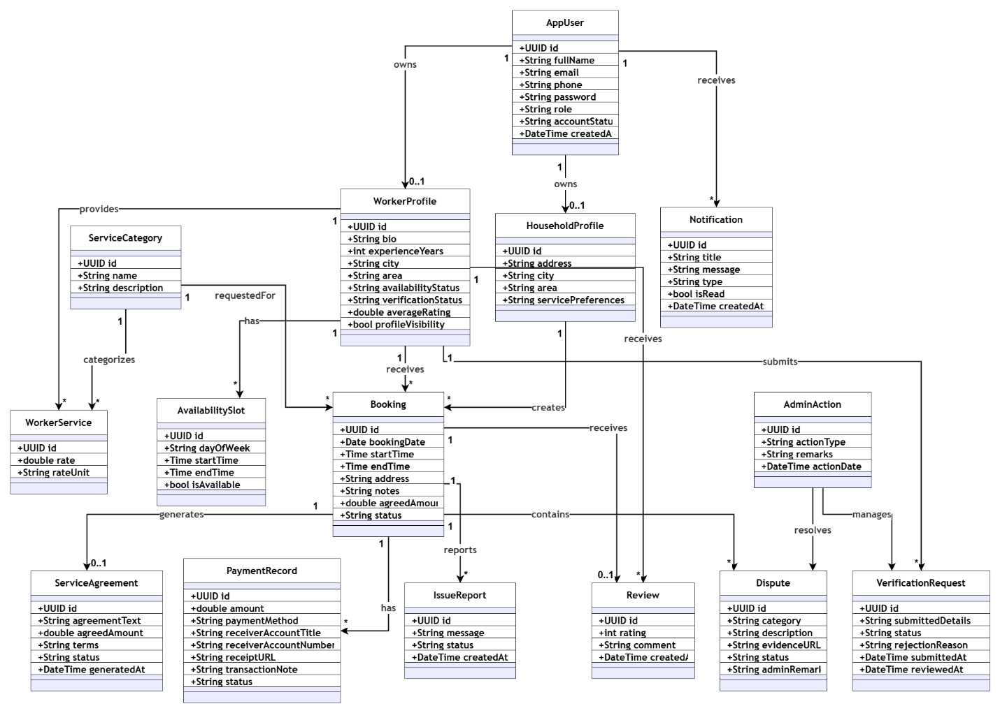 AppUser
+UUID id
+String fullName
+String email
+String phone
+String password
+String role
+String accountStatu
+DateTime createdA
1
1
owns
receives
1
owns
0..1
0..1
*
WorkerProfile
+UUID id
+String bio
+int experienceYears
+String city
+String area
+String availabilityStatus
+String verificationStatus
+double averageRating
+bool profileVisibility
HouseholdProfile
+UUID id
+String address
+String city
+String area
+String servicePreferences
Notification
+UUID id
+String title
+String message
+String type
+bool isRead
+DateTime createdAt
provides
1
ServiceCategory
+UUID id
+String name
+String description
1
requestedFor
1
1
categorizes
has
1
1
receives
1
receives
1
submits
*
*
*
*
*
*
creates
WorkerService
+UUID id
+double rate
+String rateUnit
AvailabilitySlot
+UUID id
+String dayOfWeek
+Time startTime
+Time endTime
+bool isAvailable
Booking
+UUID id
+Date bookingDate
+Time startTime
+Time endTime
+String address
+String notes
+double agreedAmou
+String status
AdminAction
+UUID id
+String actionType
+String remarks
+DateTime actionDate
receives
1
1
1
generates
1
contains
1
reports
has
manages
resolves
0..1
*
*
0..1
*
*
*
ServiceAgreement
+UUID id
+String agreementText
+double agreedAmount
+String terms
+String status
+DateTime generatedAt
PaymentRecord
+UUID id
+double amount
+String paymentMethod
+String receiverAccountTitle
+String receiverAccountNumber
+String receiptURL
+String transactionNote
+String status
IssueReport
+UUID id
+String message
+String status
+DateTime createdAt
Review
+UUID id
+int rating
+String comment
+DateTime created
Dispute
+UUID id
+String category
+String description
+String evidenceURL
+String status
+String adminRemar
VerificationRequest
+UUID id
+String submittedDetails
+String status
+String rejectionReason
+DateTime submittedAt
+DateTime reviewedAt